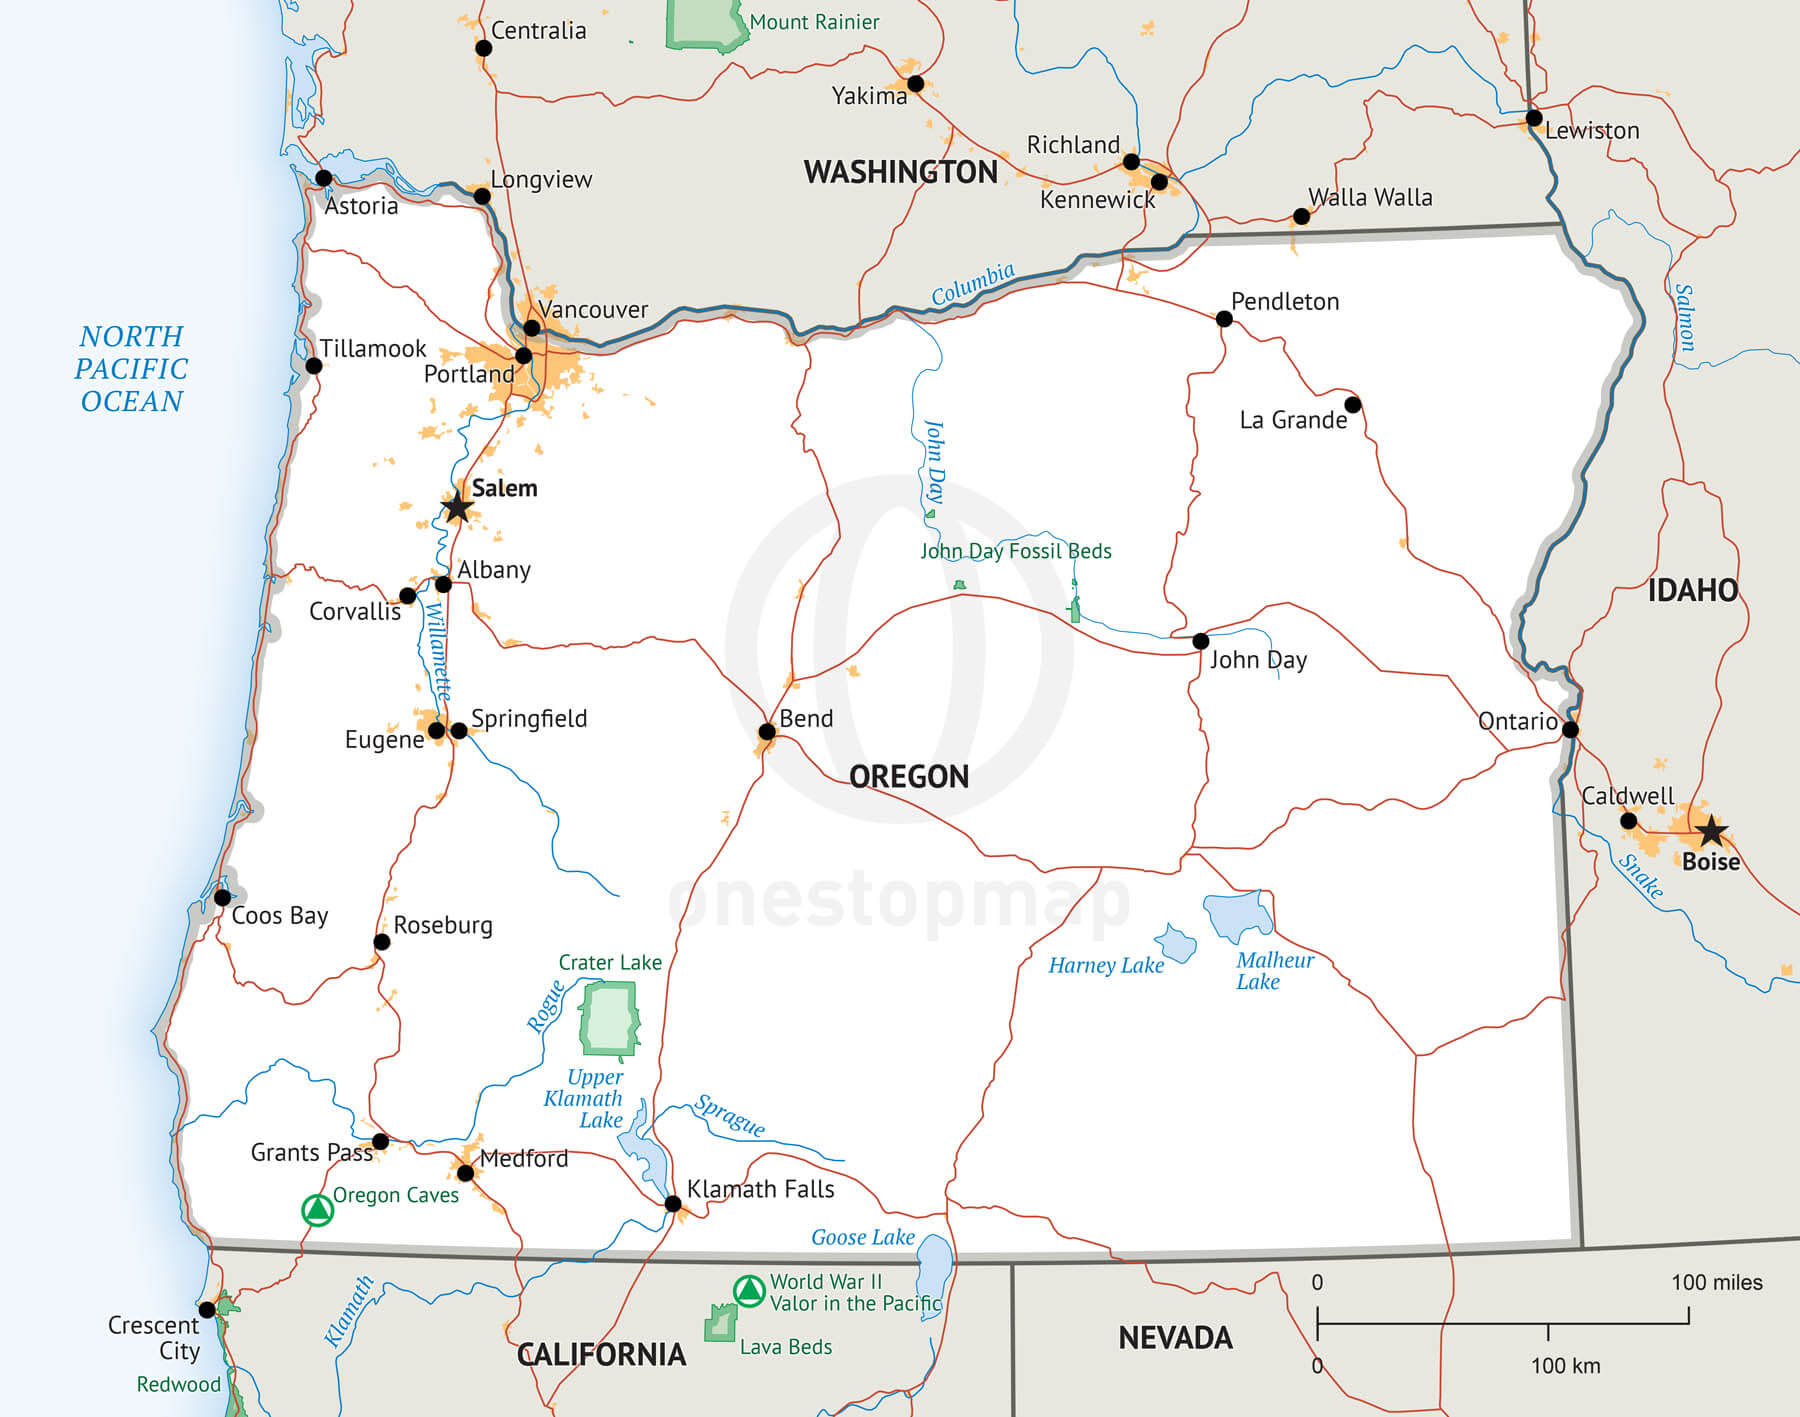 Centralia
Mount Rainier
Yakima
WASHINGTON
Richland
Kennewick
Lewiston
Walla Walla
Longview
Astoria
Columbia
Vancouver
Pendleton
Salmon
NORTH
PACIFIC
OCEAN
Tillamook
Portland
La Grande
John Day
Salem
John Day Fossil Beds
Albany
Corvallis
IDAHO
Willamette
John Day
Springfield
Eugene
Bend
Ontario
OREGON
Caldwell
Boise
Snake
onestopmap
Coos Bay
Roseburg
Crater Lake
Harney Lake
Malheur
Lake
Rogue
Upper
Klamath
Lake
Sprague
Grants Pass
Medford
Oregon Caves
Klamath Falls
Goose Lake
World War II
Valor in the Pacific
Klamath
Crescent
City
Lava Beds
CALIFORNIA
NEVADA
Redwood
0
100 miles
0
100 km